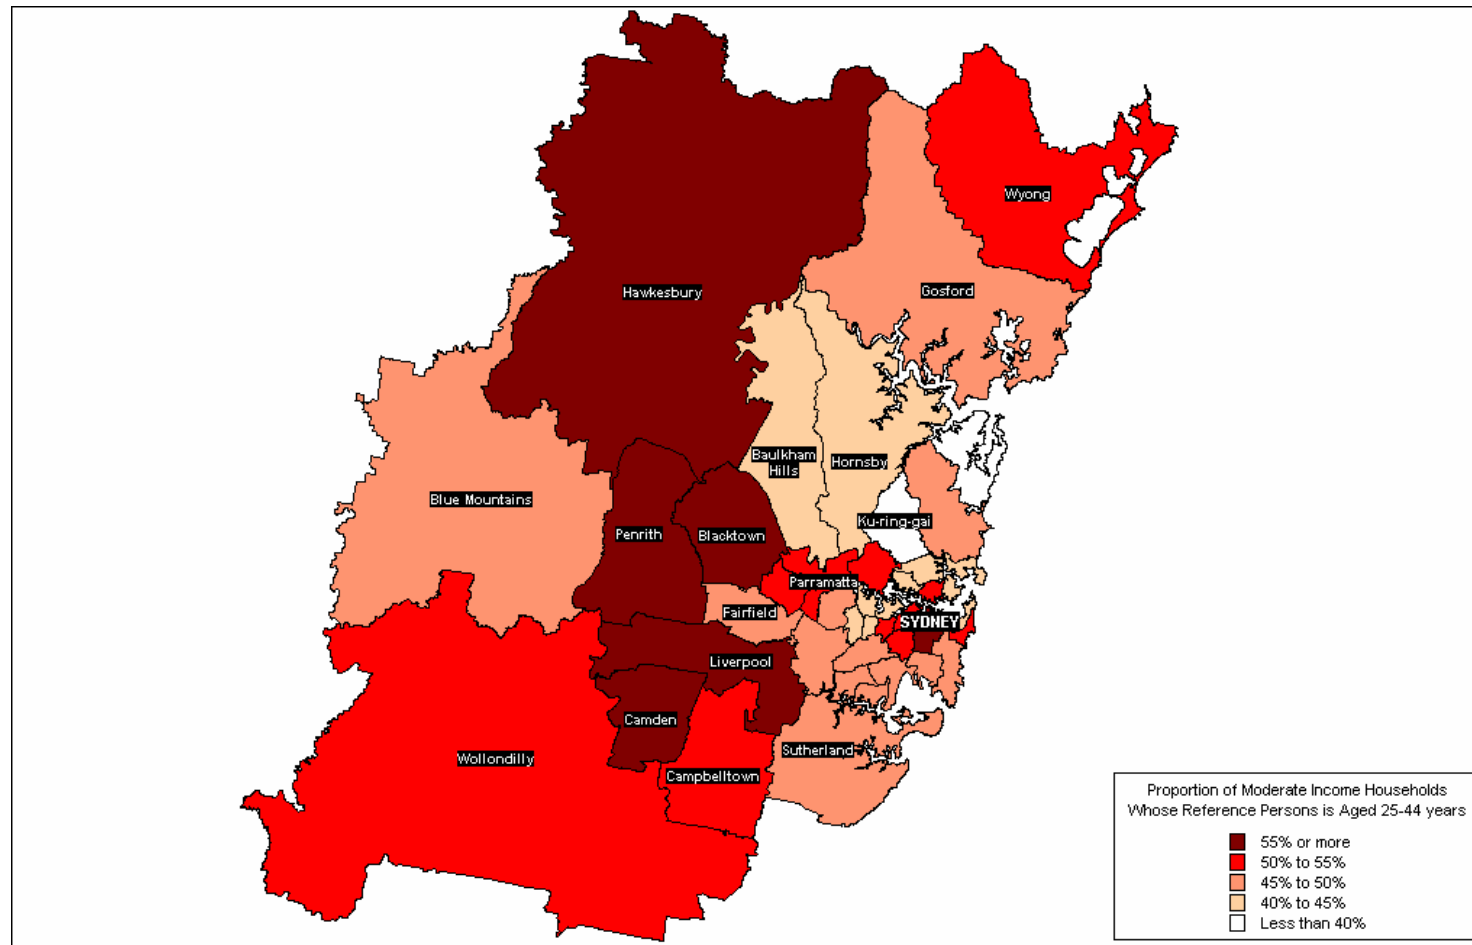 Wyong
Hawkesbury
Gosford
Baulkham
Hills
Hornsby
Blue Mountains
Ku-ring-gai
Penrith
Blacktown
Parramatta
Fairfield
SYDNEY
Liverpool
Camden
Sutherland
Wollondilly
Campbelltown
Proportion of Moderate Income Households
Whose Reference Persons is Aged 25-44 years
55% or more
50% to 55%
45% to 50%
40% to 45%
Less than 40%